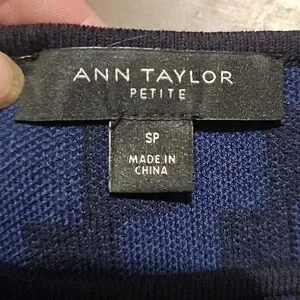 ANN TAYLOR
PETITE
SP
MADE IN
CHINA